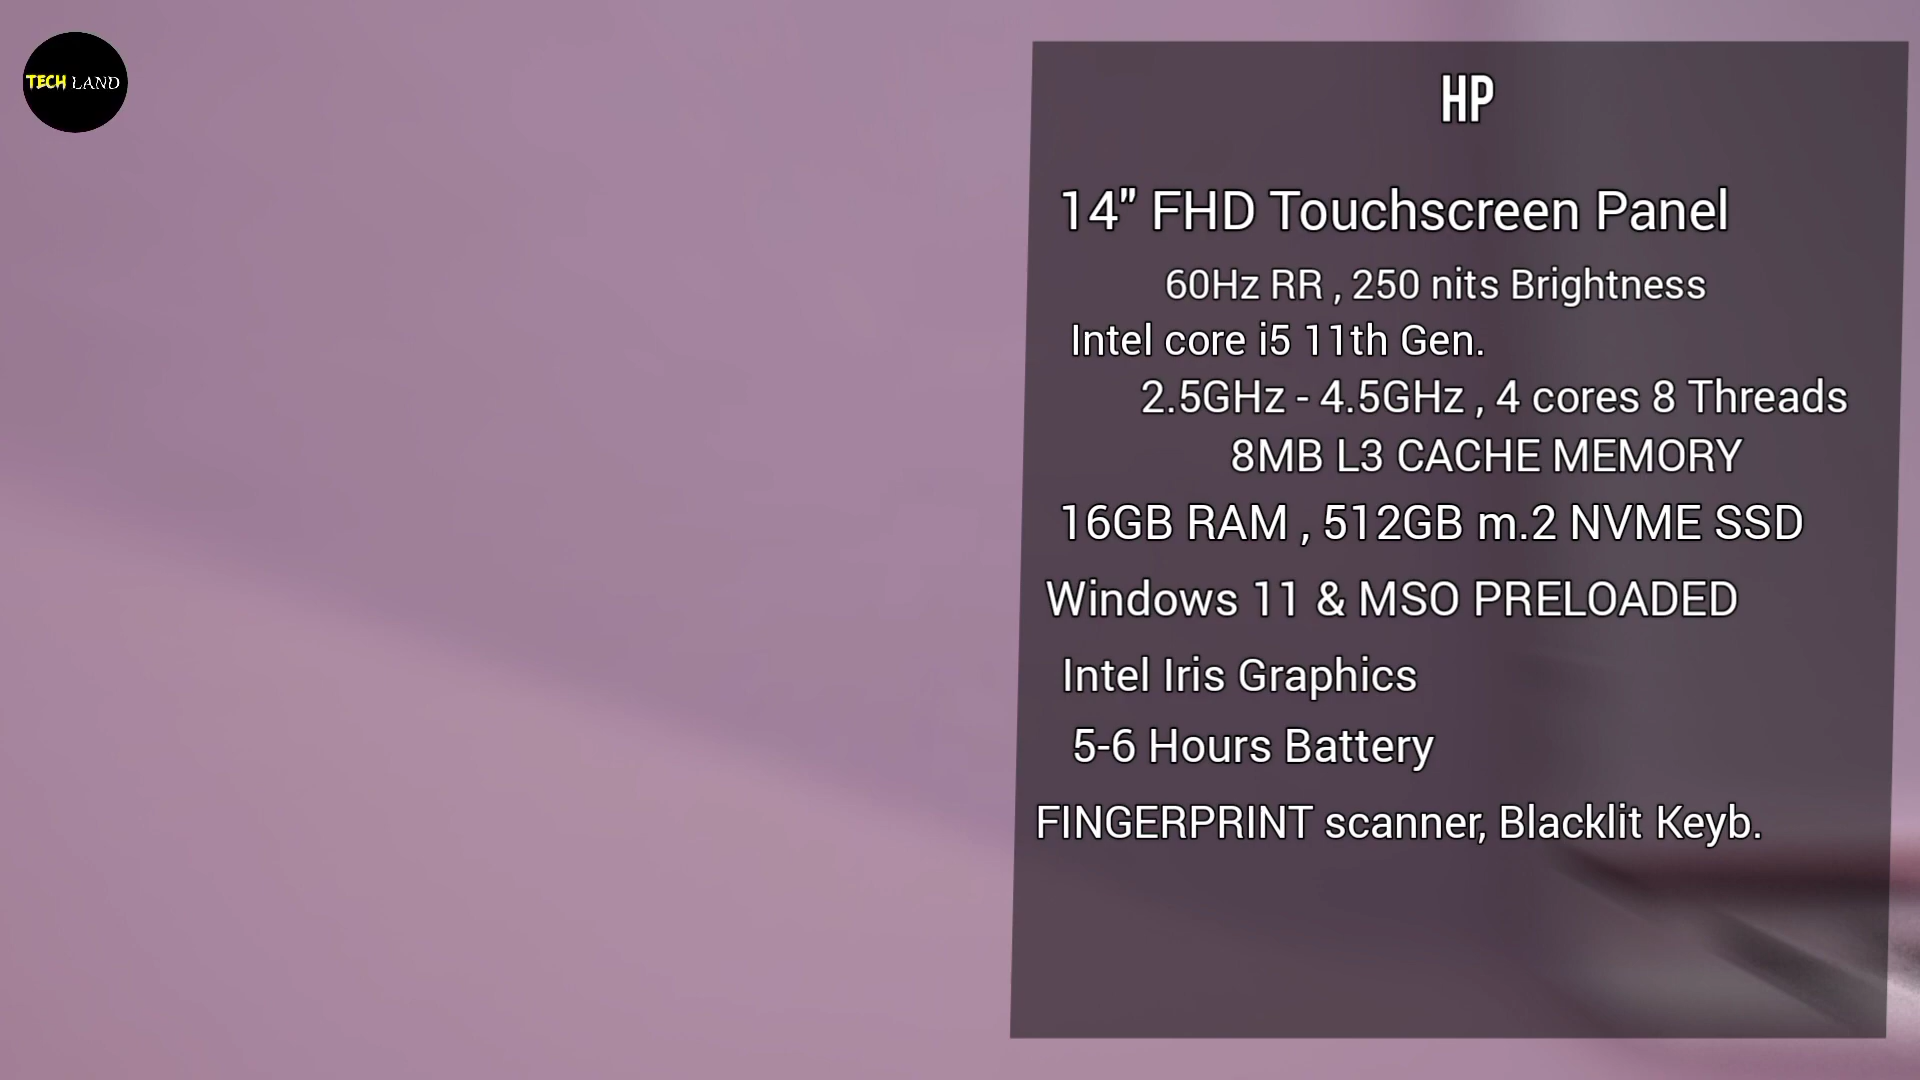 TECH LAND
HP
14" FHD Touchscreen Panel
60Hz RR , 250 nits Brightness
Intel core i5 11th Gen.
2.5GHz - 4.5GHz , 4 cores 8 Threads
8MB L3 CACHE MEMORY
16GB RAM , 512GB m.2 NVME SSD
Windows 11 & MSO PRELOADED
Intel Iris Graphics
5-6 Hours Battery
FINGERPRINT scanner, Blacklit Keyb.